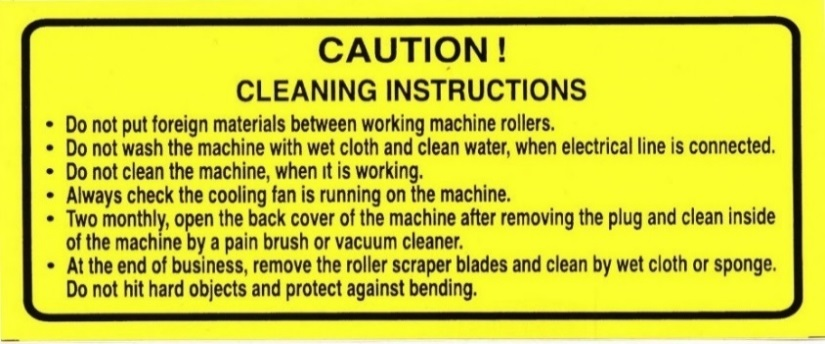 CAUTION !
CLEANING INSTRUCTIONS
• Do not put foreign materials between working machine rollers.
• Do not wash the machine with wet cloth and clean water, when electrical line is connected.
• Do not clean the machine, when ıt is working.
• Always check the cooling fan is running on the machine.
• Two monthly, open the back cover of the machine after removing the plug and clean inside
of the machine by a pain brush or vacuum cleaner.
• At the end of business, remove the roller scraper blades and clean by wet cloth or sponge.
Do not hit hard objects and protect against bending.